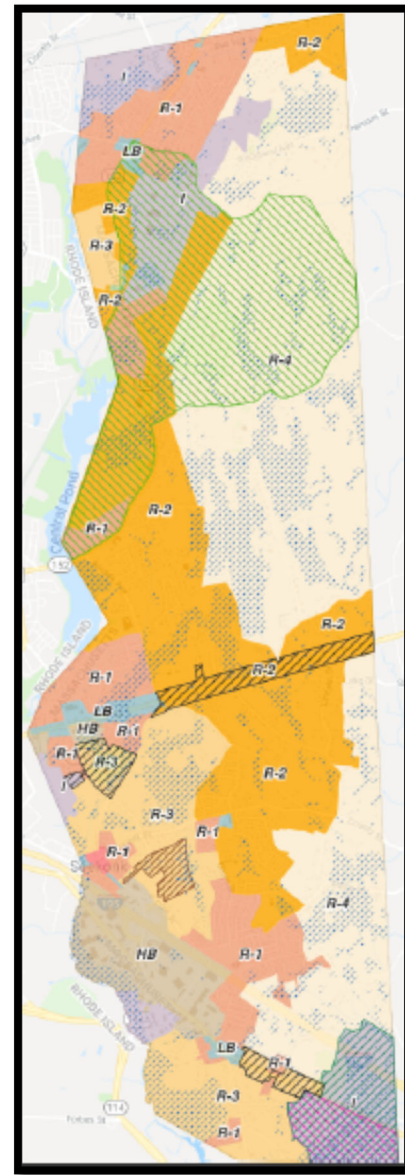 R-2
I
R-1
LB
R-2
I
R-3
RHODE ISLAND
R-2
R-4
Central Pond
R-1
R-2
152
RHODE ISLAND
R-2
R-1
R-2
LB
HB
R-1
R-1
R-3
I
R-2
R-3
R-1
R-1
R-4
HB
R-1
RHODE ISLAND
LB
R-1
R-3
I
114
Forbes St
R-1